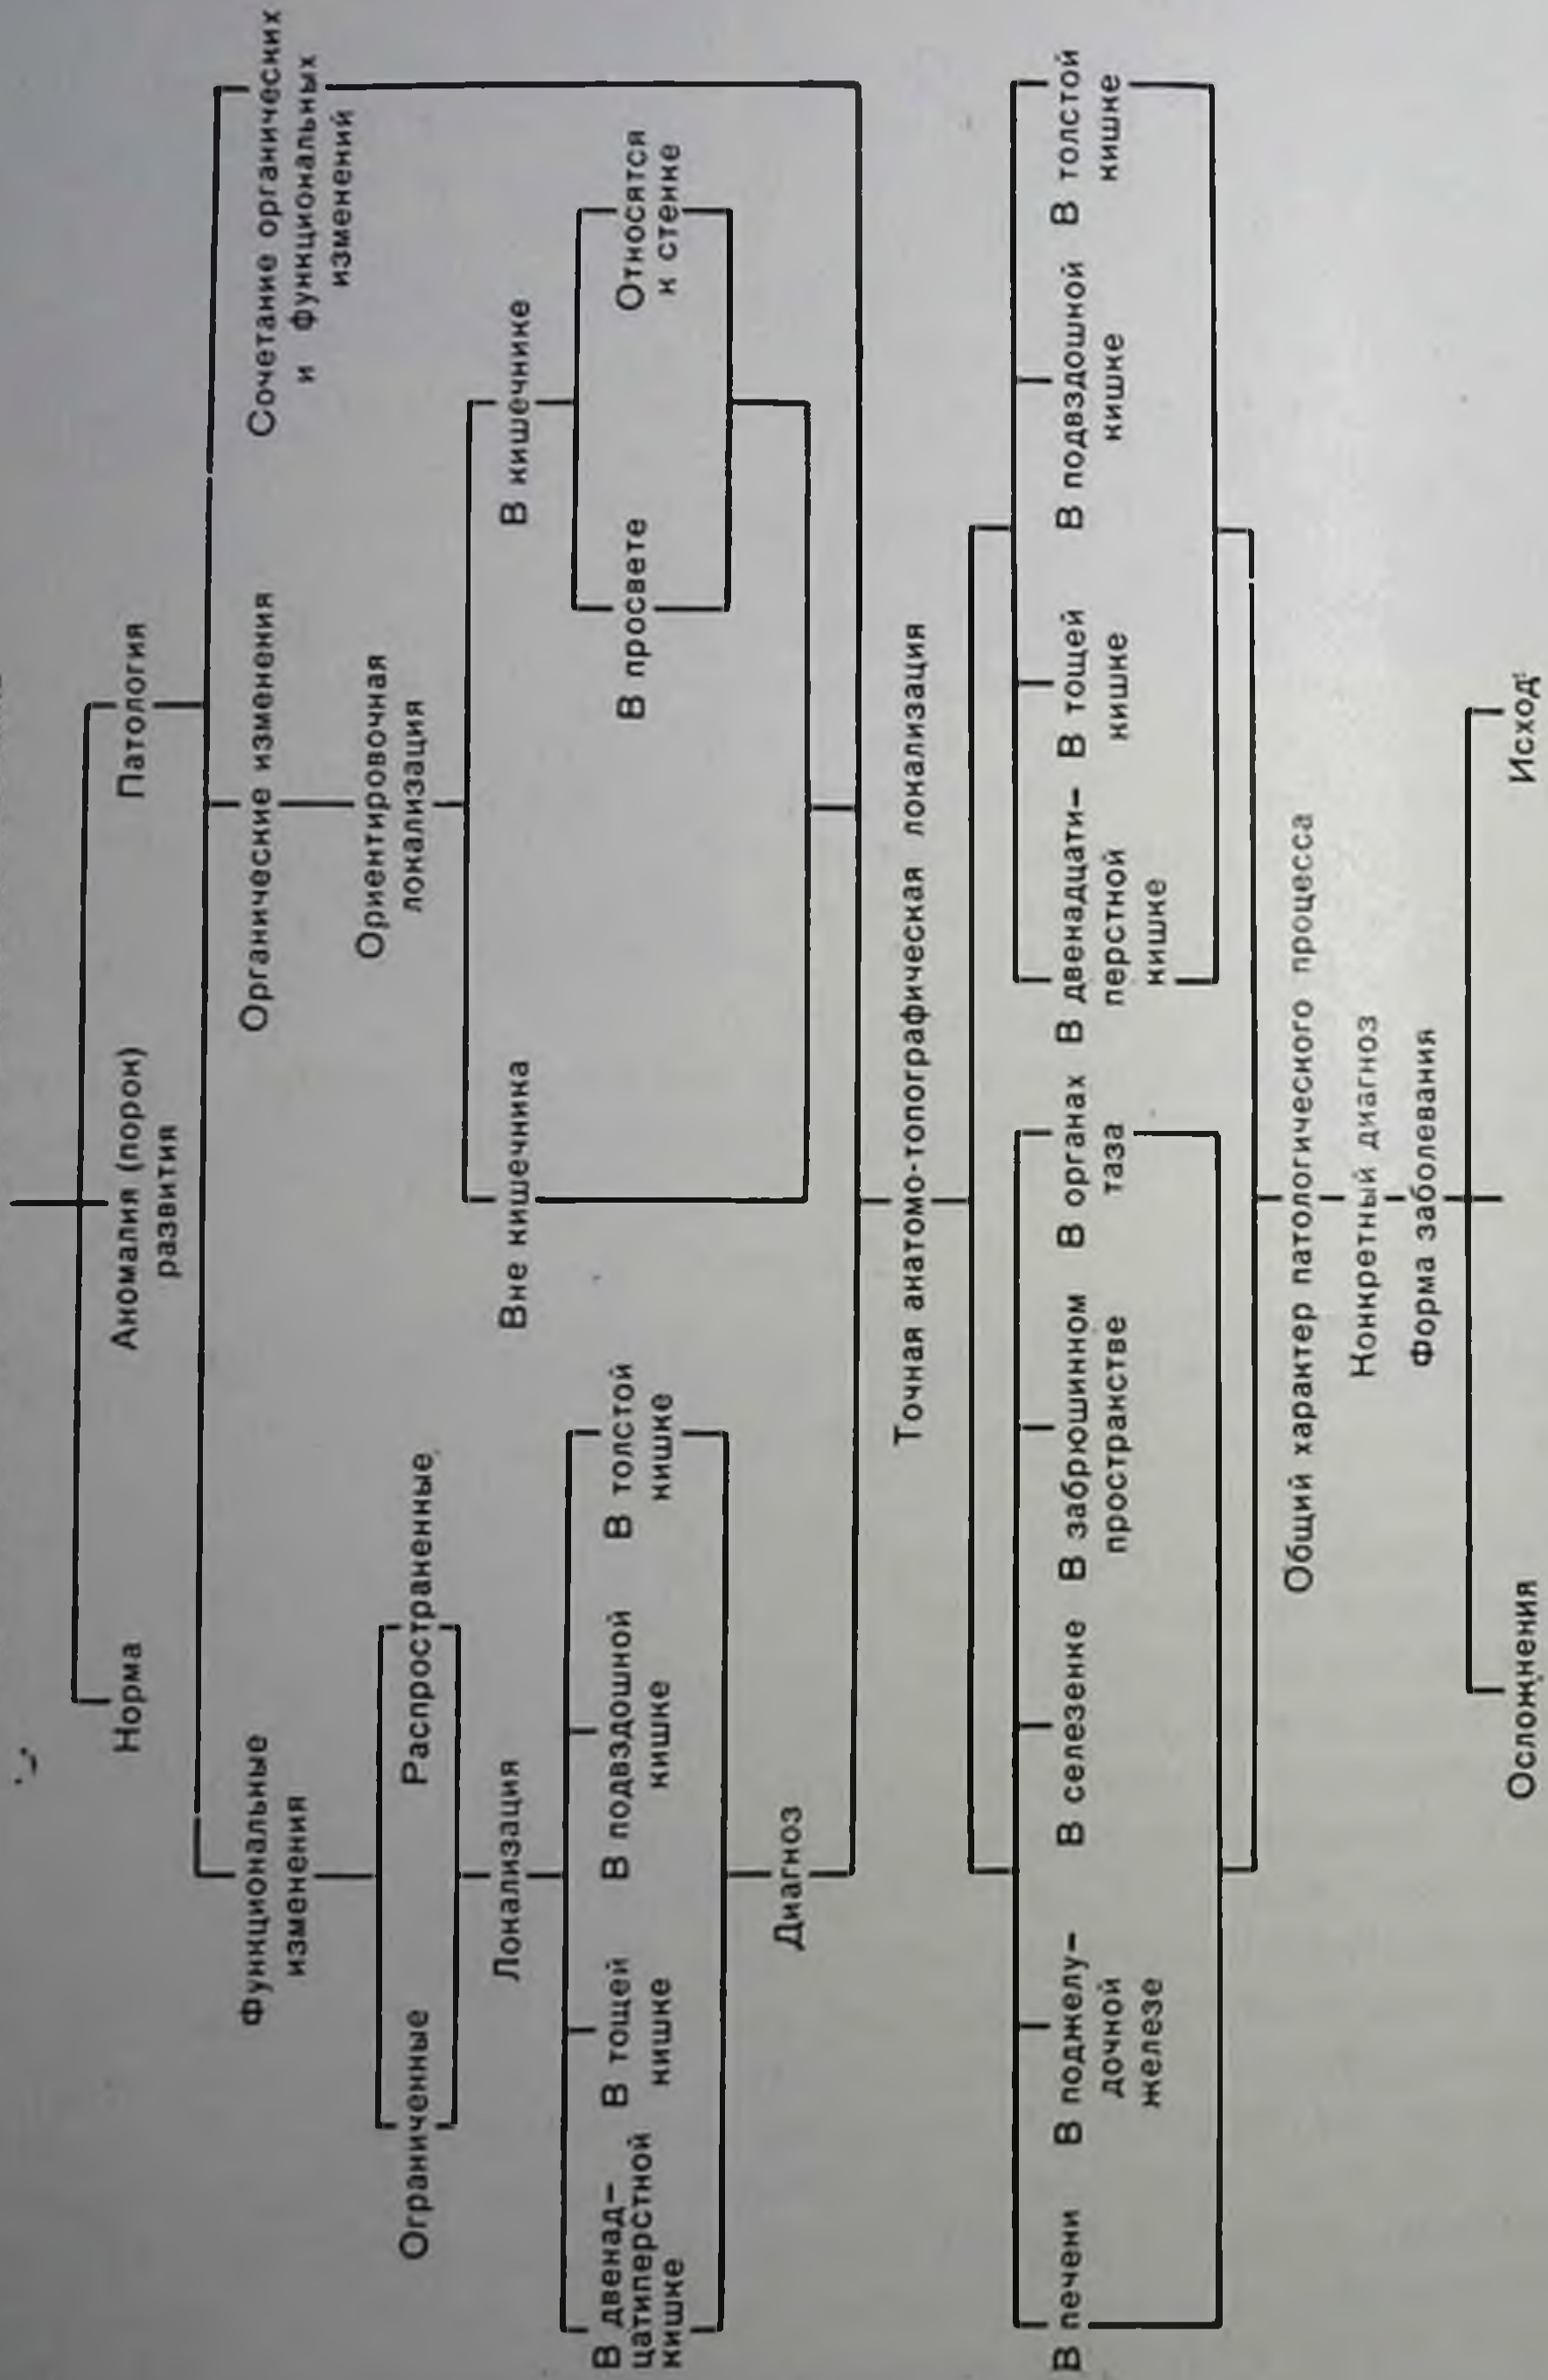 Норма
Аномалия (порок)
развития
Патология
Функциональные
изменения
Органические изменения
Сочетание органических
и функциональных
изменений
Ограниченные
Распространенные
Ориентировочная
локализация
Локализация
Вне кишечника
В кишечнике
В двенад-
цатиперстной
кишке
В тощей
кишке
В подвздошной
кишке
В толстой
кишке
В просвете
Относятся
к стенке
Диагноз
Точная анатомо-топографическая локализация
В печени
В поджелу-
дочной
железе
В селезенке
В забрюшинном
пространстве
В органах
таза
В двенадцати-
перстной
кишке
В тощей
кишке
В подвздошной
кишке
В толстой
кишке
Общий характер патологического процесса
Конкретный диагноз
Форма заболевания
Осложнения
Исход